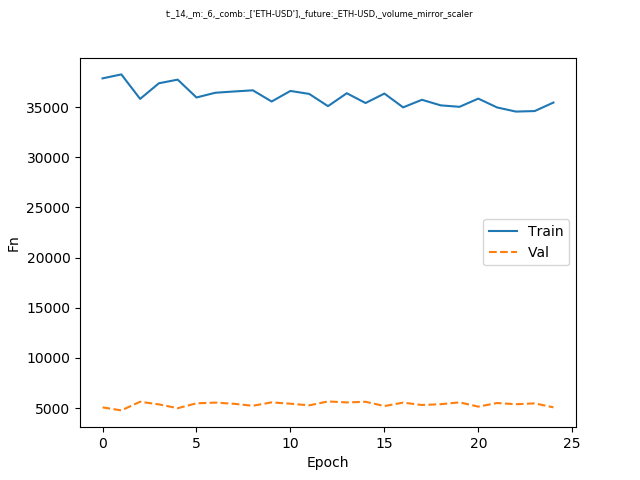 t:_14,_m:_6,_comb:_['ETH-USD'],_future:_ETH-USD,_volume_mirror_scaler
35000
30000
25000
20000
15000
10000
5000
Fn
Train
Val
0 5 10 15 20 25
Epoch